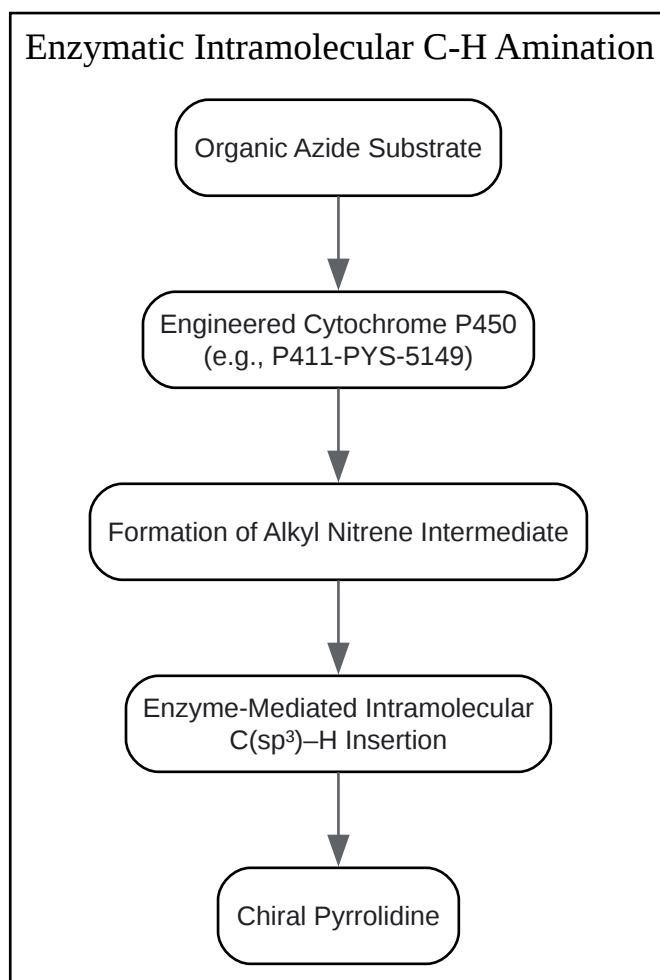 Enzymatic Intramolecular C-H Amination
Organic Azide Substrate
Engineered Cytochrome P450
(e.g., P411-PYS-5149)
Formation of Alkyl Nitrene Intermediate
Enzyme-Mediated Intramolecular
C(sp³)–H Insertion
Chiral Pyrrolidine